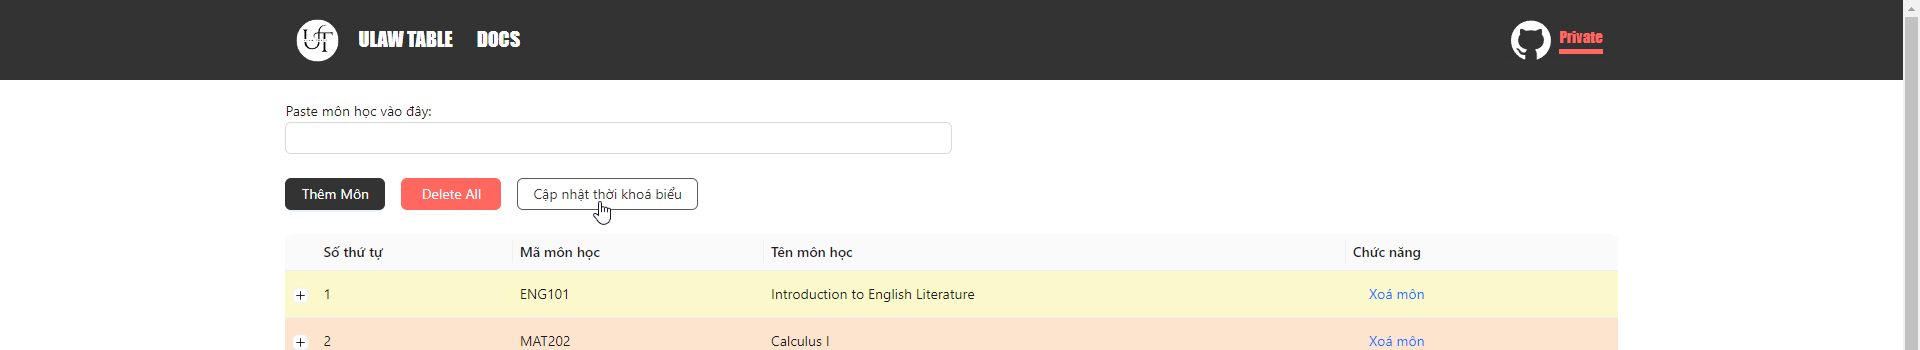 UfT ULAW TABLE DOCS Private
Paste môn học vào đây:
Thêm Môn Delete All Cập nhật thời khoá biểu
Số thứ tự Mã môn học Tên môn học Chức năng
1 ENG101 Introduction to English Literature Xoá môn
2 MAT202 Calculus I Xoá môn